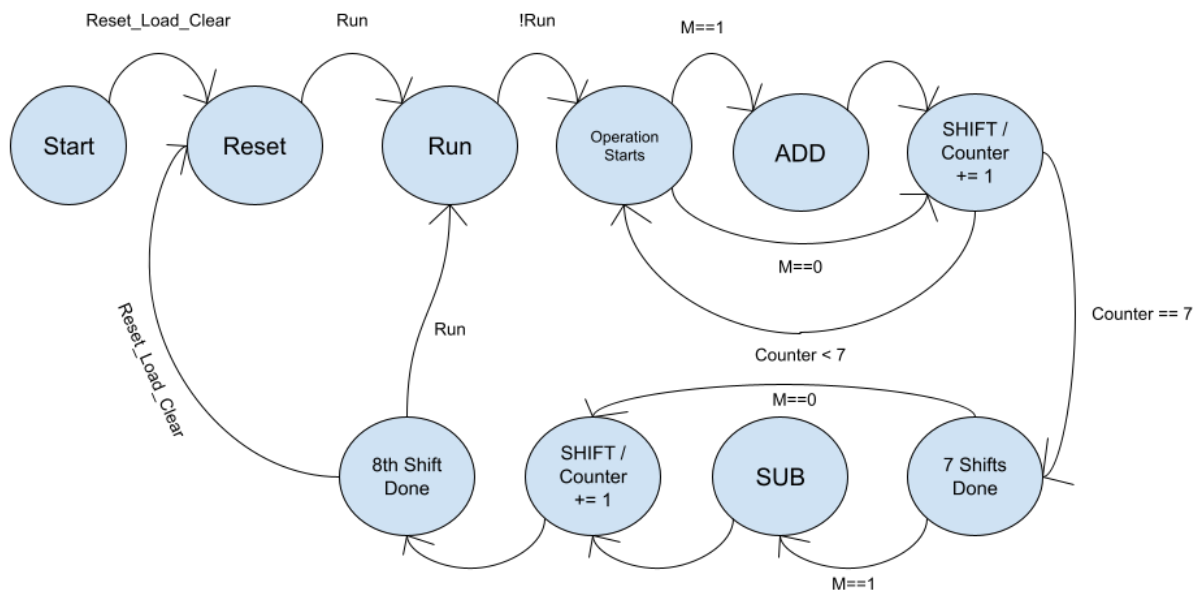 Reset_Load_Clear
Run
!Run
M==1
Start
Reset
Run
Operation
Starts
ADD
SHIFT /
Counter
+= 1
M==0
Counter == 7
Counter < 7
Run
Reset_Load_Clear
M==0
8th Shift
Done
SHIFT /
Counter
+= 1
SUB
7 Shifts
Done
M==1